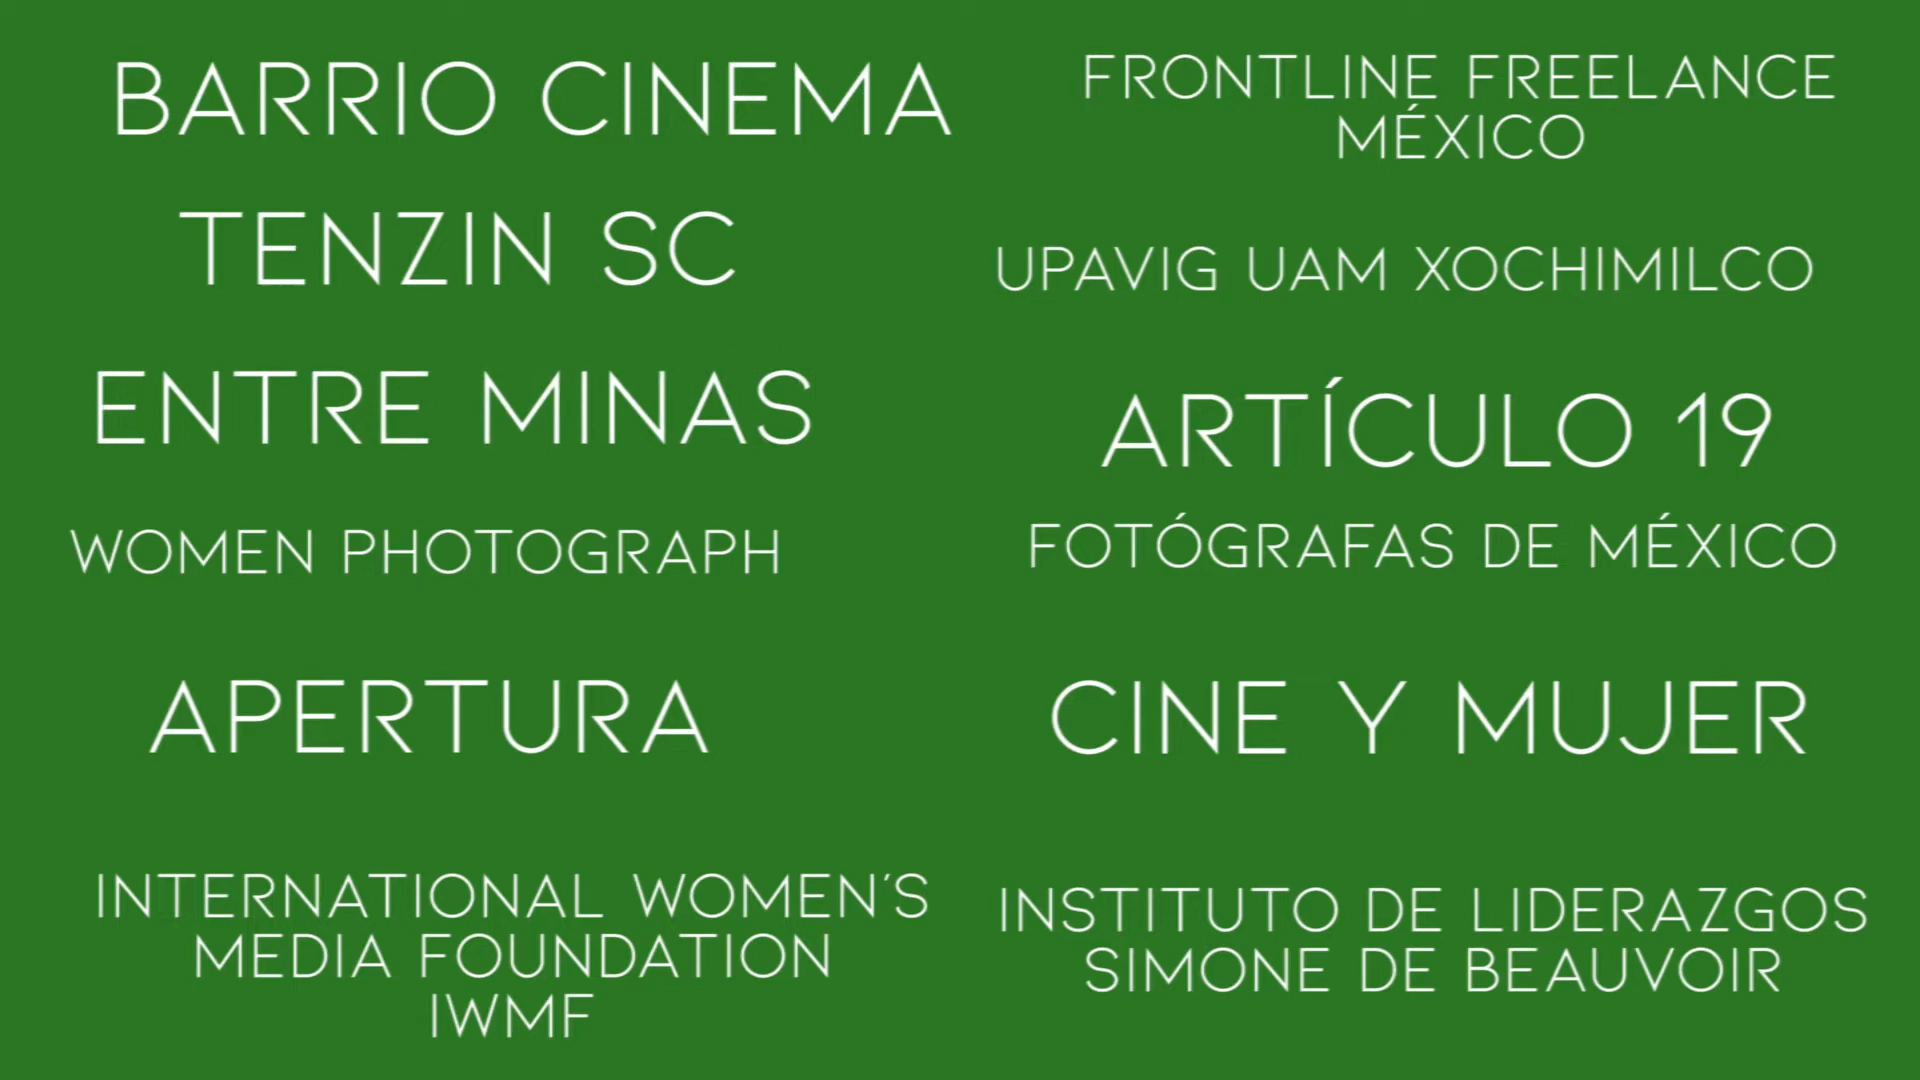 BARRIO CINEMA
TENZIN SC
ENTRE MINAS
WOMEN PHOTOGRAPH
APERTURA
INTERNATIONAL WOMEN'S
MEDIA FOUNDATION
IWMF
FRONTLINE FREELANCE
MÉXICO
UPAVIG UAM XOCHIMILCO
ARTÍCULO 19
FOTÓGRAFAS DE MÉXICO
CINE Y MUJER
INSTITUTO DE LIDERAZGOS
SIMONE DE BEAUVOIR